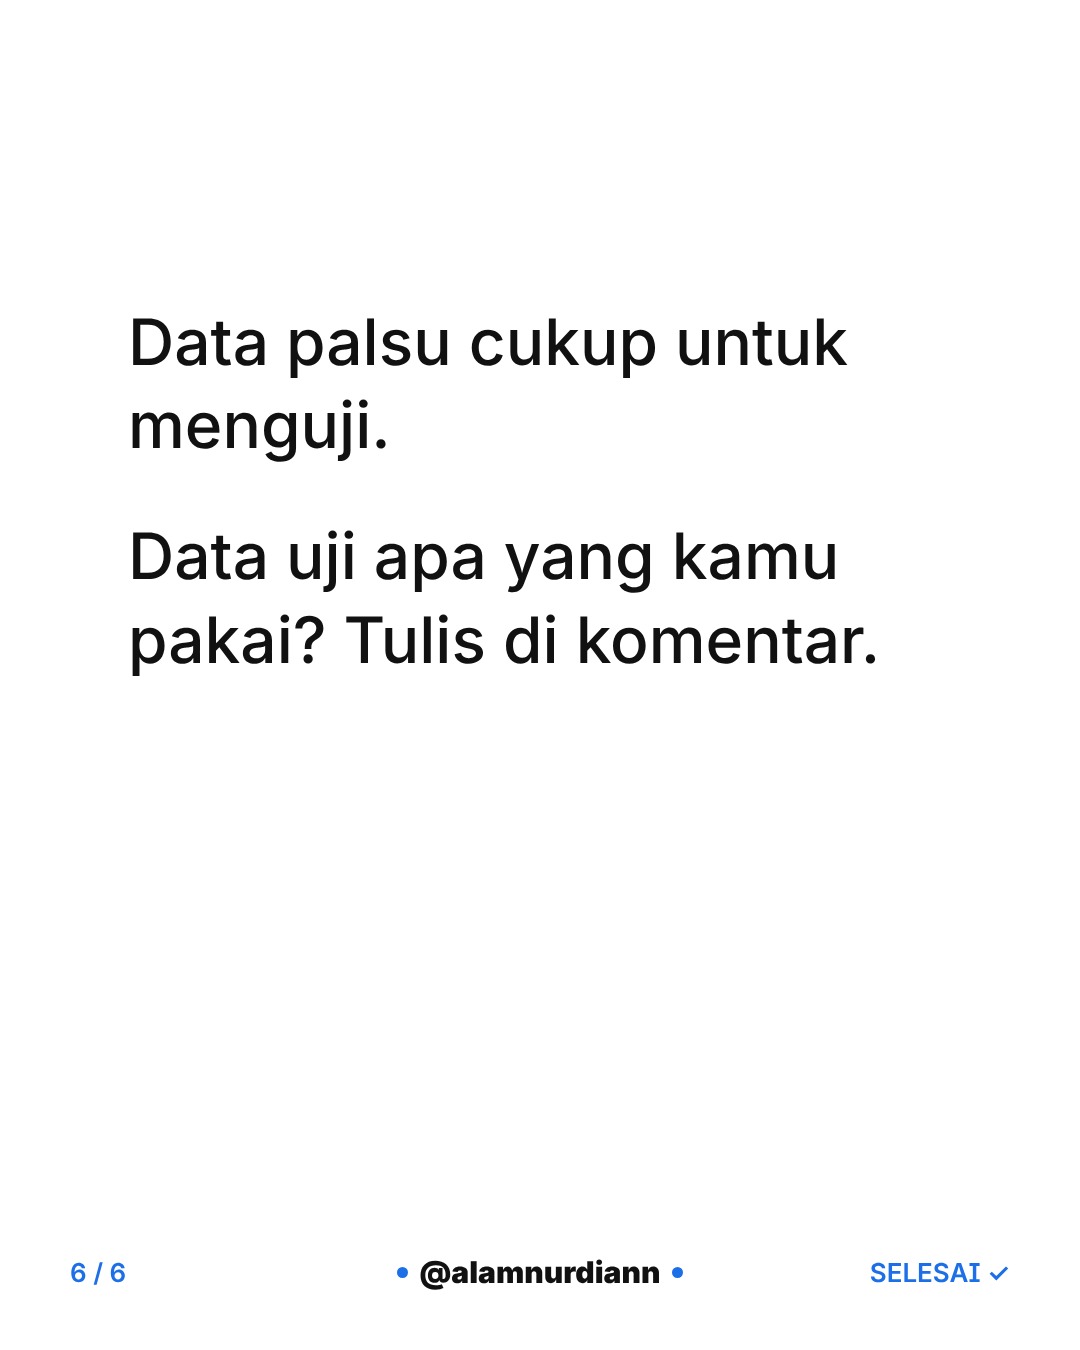 Data palsu cukup untuk
menguji.
Data uji apa yang kamu
pakai? Tulis di komentar.
6 / 6
• @alamnurdiann •
SELESAI ✓